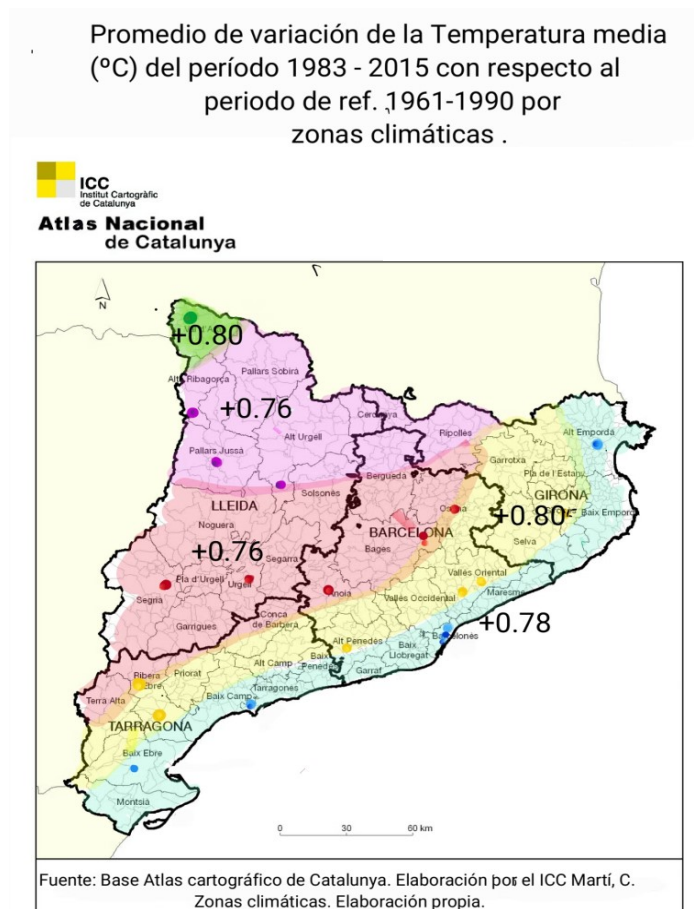 Promedio de variación de la Temperatura media
(ºC) del período 1983 - 2015 con respecto al
periodo de ref. 1961-1990 por
zonas climáticas .
ICC
Institut Cartogràfic
de Catalunya
Atlas Nacional
de Catalunya
N
+0.80
Pallars Sobirà
Alta Ribagorça
+0.76
Cerdanya
Alt Urgell
Ripollès
Alt Empordà
Pallars Jussà
Garrotxa
Berguedà
Pla de l'Estany
Solsonès
LLEIDA
GIRONA
Noguera
Osona
+0.80
Baix Empordà
BARCELONA
+0.76
Bages
Selva
Segarra
Pla d'Urgell
Urgell
Vallès Oriental
Segrià
Anoia
Vallès Occidental
Maresme
Garrigues
Conca
de Barberà
+0.78
Barcelonès
Alt Penedès
Baix
Llobregat
Alt Camp
Baix
Penedès
Garraf
Ribera
Ebre
Priorat
Terra Alta
Baix Camp
Tarragonès
TARRAGONA
Baix Ebre
Montsià
0 30 60 km
Fuente: Base Atlas cartográfico de Catalunya. Elaboración por el ICC Martí, C.
Zonas climáticas. Elaboración propia.